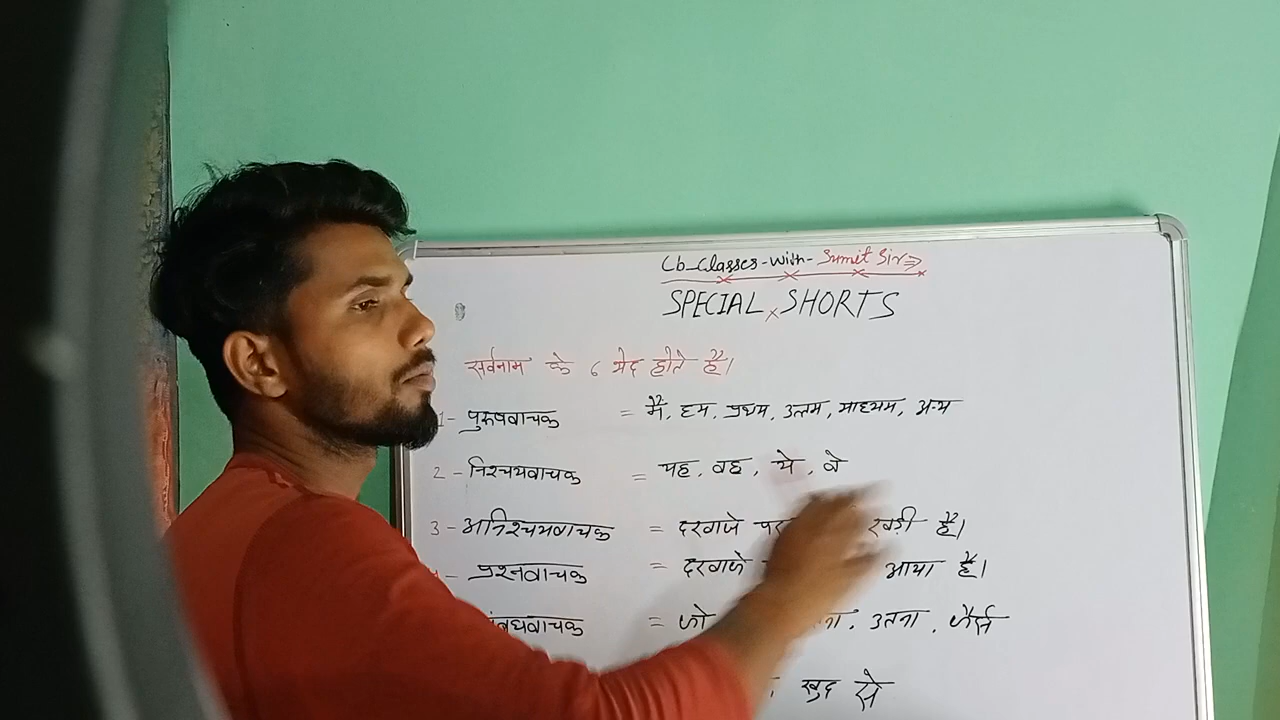 Cb-Classes-with-Sumit Sir⇒
SPECIAL × SHORTS
सर्वनाम के 6 भेद होते हैं।
1- पुरुषवाचक = मैं, हम, प्रथम, उत्तम, माध्यम, अन्य
2 - निश्चयवाचक = यह, वह, ये, वे
3 - अनिश्चयवाचक = दरवाजे पर खड़ी हैं।
- प्रश्नवाचक = दरवाजे आया हैं।
संबंधवाचक = जो उतना, जैसे
खुद से